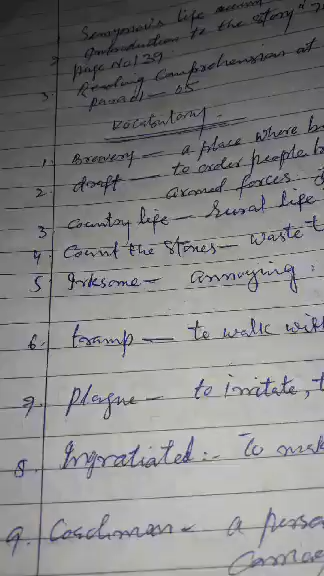 life
2 Introduction to the Story
page No 139
3. Reading Comprehension at
Vocabulary
1. Brewery — a place where b
2. draft — to order people b
armed forces.
3 Country life — Rural life
4 Count the Stones — waste t
5 Irksome — annoying :
6. tramp — to walk with
7. Plague — to irritate, t
8. Ingratiated :- To mak
9. Coachman - a perso
Carriag